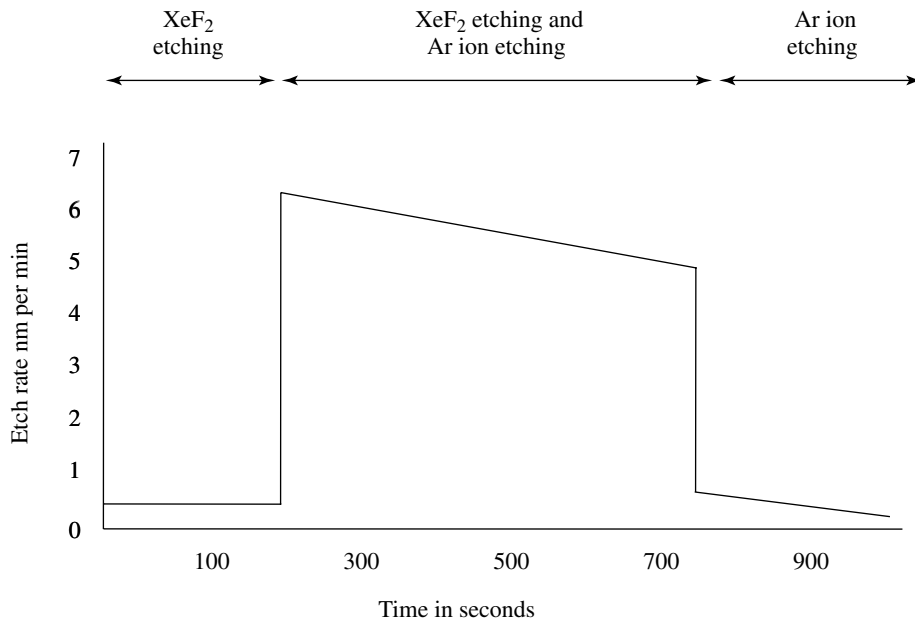 XeF₂
etching
XeF₂ etching and
Ar ion etching
Ar ion
etching
7
6
5
4
3
2
1
0
Etch rate nm per min
100 300 500 700 900
Time in seconds